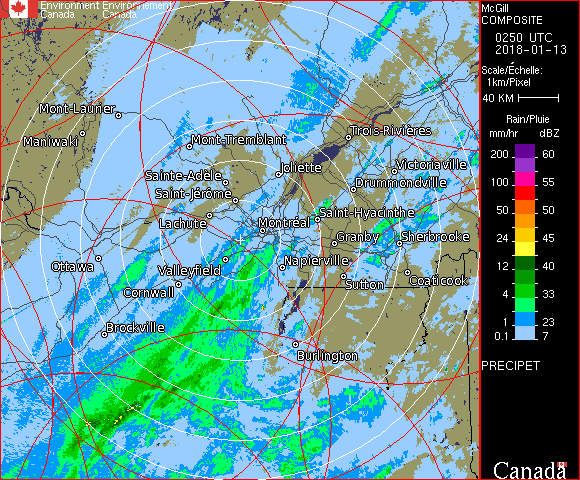 Environment Environnement
Canada Canada
McGill
COMPOSITE
0250 UTC
2018-01-13
Scale/Échelle:
1km/Pixel
40 KM
Rain/Pluie
mm/hr dBZ
200 60
100 55
50 50
24 45
12 40
4 33
1 23
0.1 7
PRECIPET
Canada
Mont-Laurier
Maniwaki
Mont-Tremblant
Trois-Rivières
Joliette
Victoriaville
Sainte-Adèle
Drummondville
Saint-Jérôme
Lachute
Saint-Hyacinthe
Montréal
Granby
Sherbrooke
Ottawa
Valleyfield
Napierville
Cornwall
Sutton
Coaticook
Brockville
Burlington